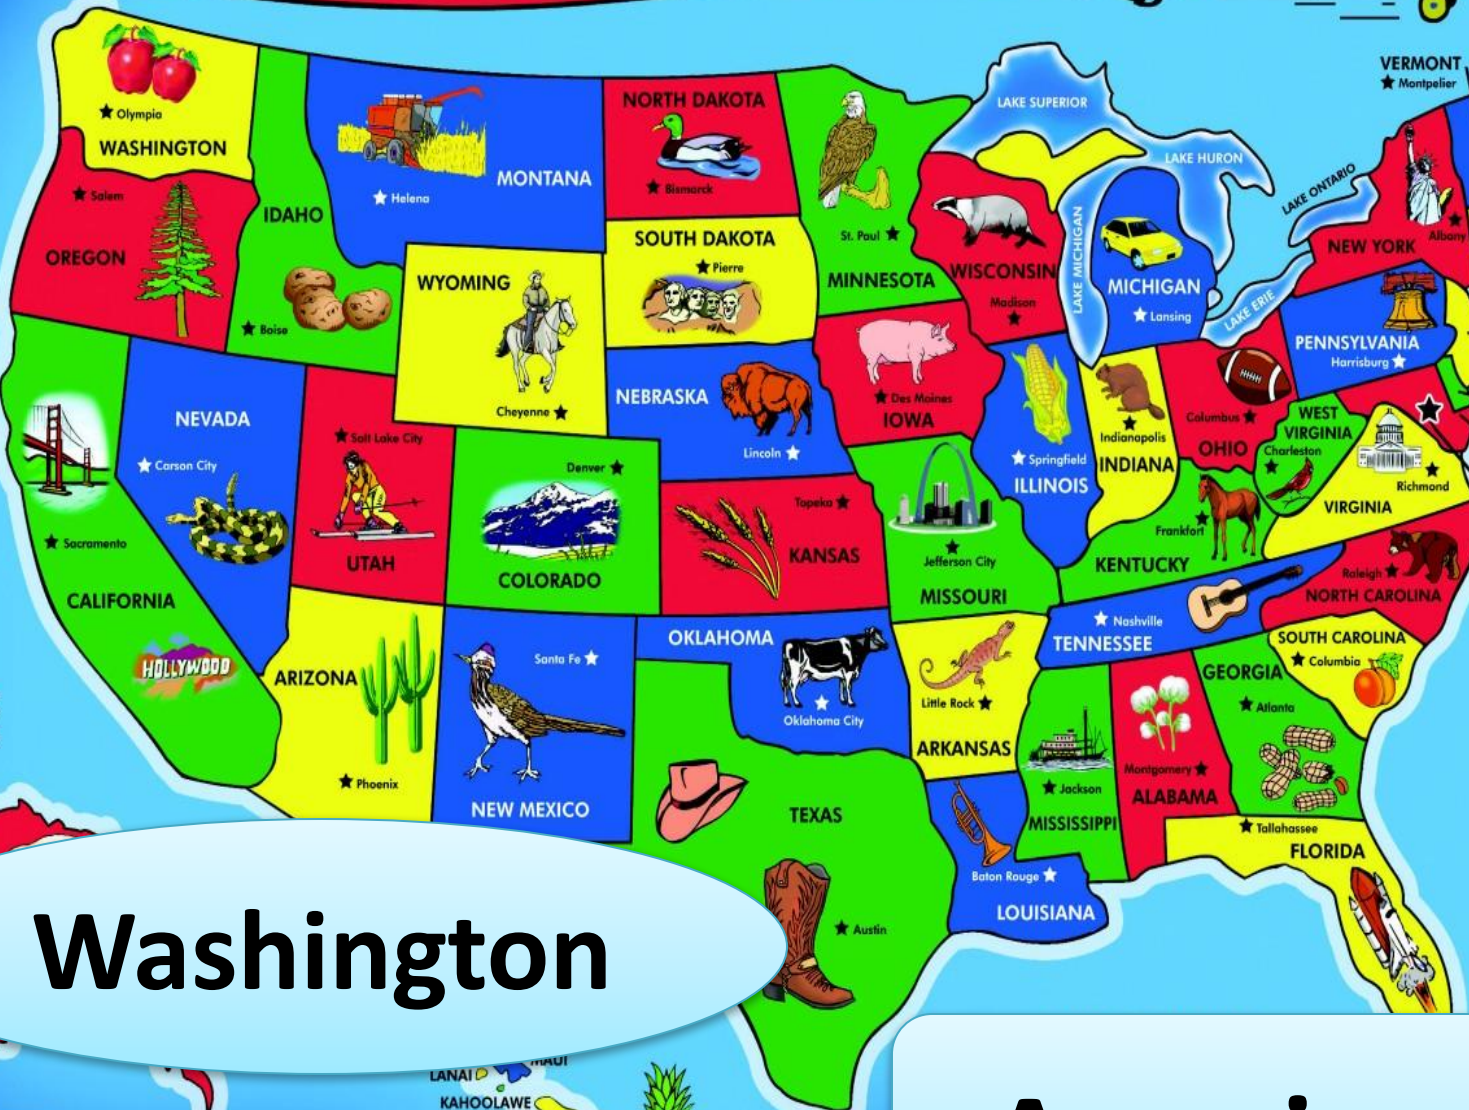 VERMONT
Montpelier
Olympia
WASHINGTON
NORTH DAKOTA
Bismarck
MONTANA
Helena
LAKE SUPERIOR
LAKE HURON
LAKE ONTARIO
LAKE MICHIGAN
LAKE ERIE
Salem
OREGON
IDAHO
Boise
SOUTH DAKOTA
Pierre
WYOMING
Cheyenne
St. Paul
MINNESOTA
WISCONSIN
Madison
MICHIGAN
Lansing
NEW YORK
Albany
PENNSYLVANIA
Harrisburg
NEVADA
Carson City
Salt Lake City
UTAH
NEBRASKA
Lincoln
Des Moines
IOWA
Springfield
ILLINOIS
Indianapolis
INDIANA
Columbus
OHIO
WEST
VIRGINIA
Charleston
Richmond
VIRGINIA
Denver
COLORADO
Topeka
KANSAS
Jefferson City
MISSOURI
Frankfort
KENTUCKY
Sacramento
CALIFORNIA
HOLLYWOOD
Raleigh
NORTH CAROLINA
Nashville
TENNESSEE
ARIZONA
Phoenix
Santa Fe
NEW MEXICO
OKLAHOMA
Oklahoma City
Little Rock
ARKANSAS
SOUTH CAROLINA
Columbia
GEORGIA
Atlanta
Jackson
MISSISSIPPI
Montgomery
ALABAMA
TEXAS
Austin
Tallahassee
FLORIDA
Baton Rouge
LOUISIANA
Washington
MAUI
LANAI
KAHOOLAWE